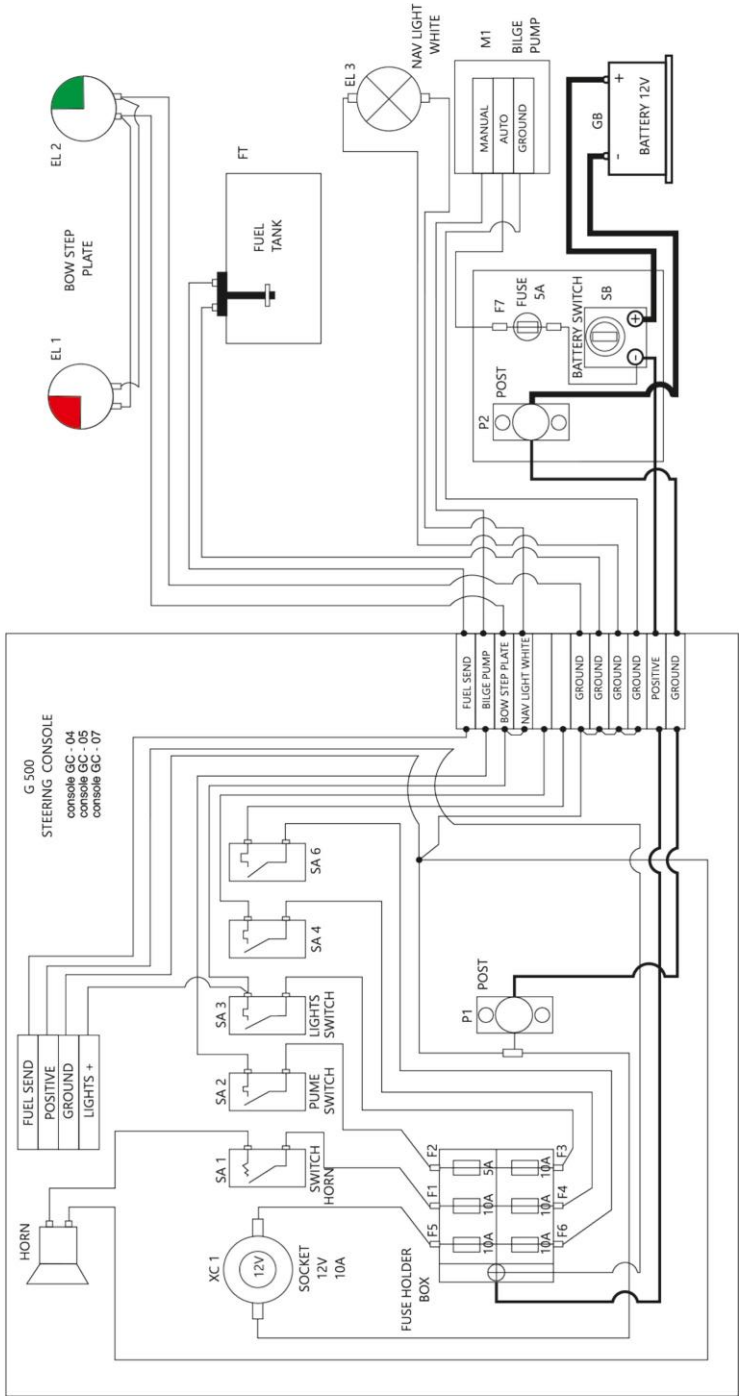 G 500
STEERING CONSOLE
console GC - 04
console GC - 05
console GC - 07
FUEL SEND
POSITIVE
GROUND
LIGHTS +
HORN
SA 1
SWITCH
HORN
SA 2
PUME
SWITCH
SA 3
LIGHTS
SWITCH
SA 4
SA 6
XC 1
12V
SOCKET
12V
10A
FUSE HOLDER
BOX
F5
F1
F2
10A
10A
5A
10A
10A
10A
F6
F4
F3
P1
POST
FUEL SEND
BILGE PUMP
BOW STEP PLATE
NAV LIGHT WHITE
GROUND
GROUND
GROUND
GROUND
POSITIVE
GROUND
EL 1
BOW STEP
PLATE
EL 2
FT
FUEL
TANK
EL 3
NAV LIGHT
WHITE
M1
BILGE
PUMP
MANUAL
AUTO
GROUND
P2
POST
F7
FUSE
5A
BATTERY SWITCH
SB
-
+
GB
-
+
BATTERY 12V